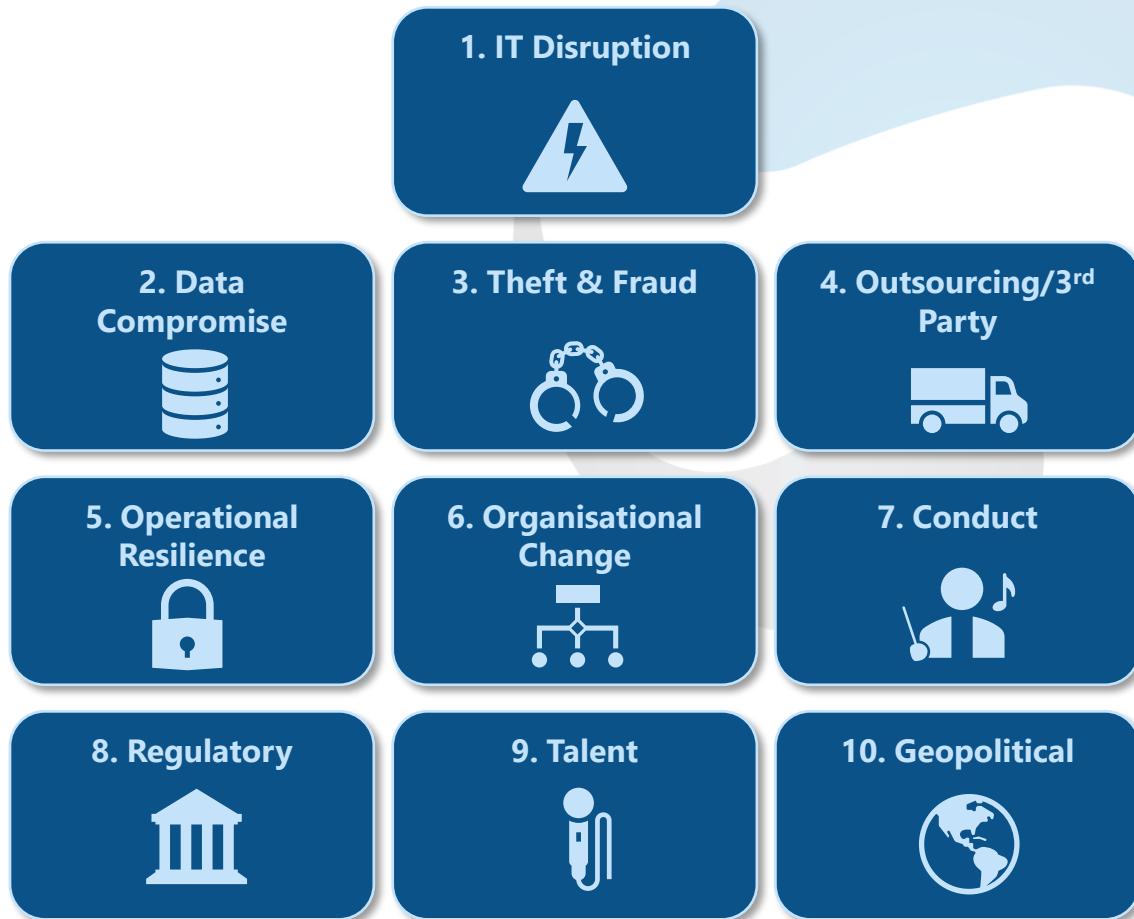 1. IT Disruption
2. Data
Compromise
3. Theft & Fraud
4. Outsourcing/3rd
Party
5. Operational
Resilience
6. Organisational
Change
7. Conduct
8. Regulatory
9. Talent
10. Geopolitical